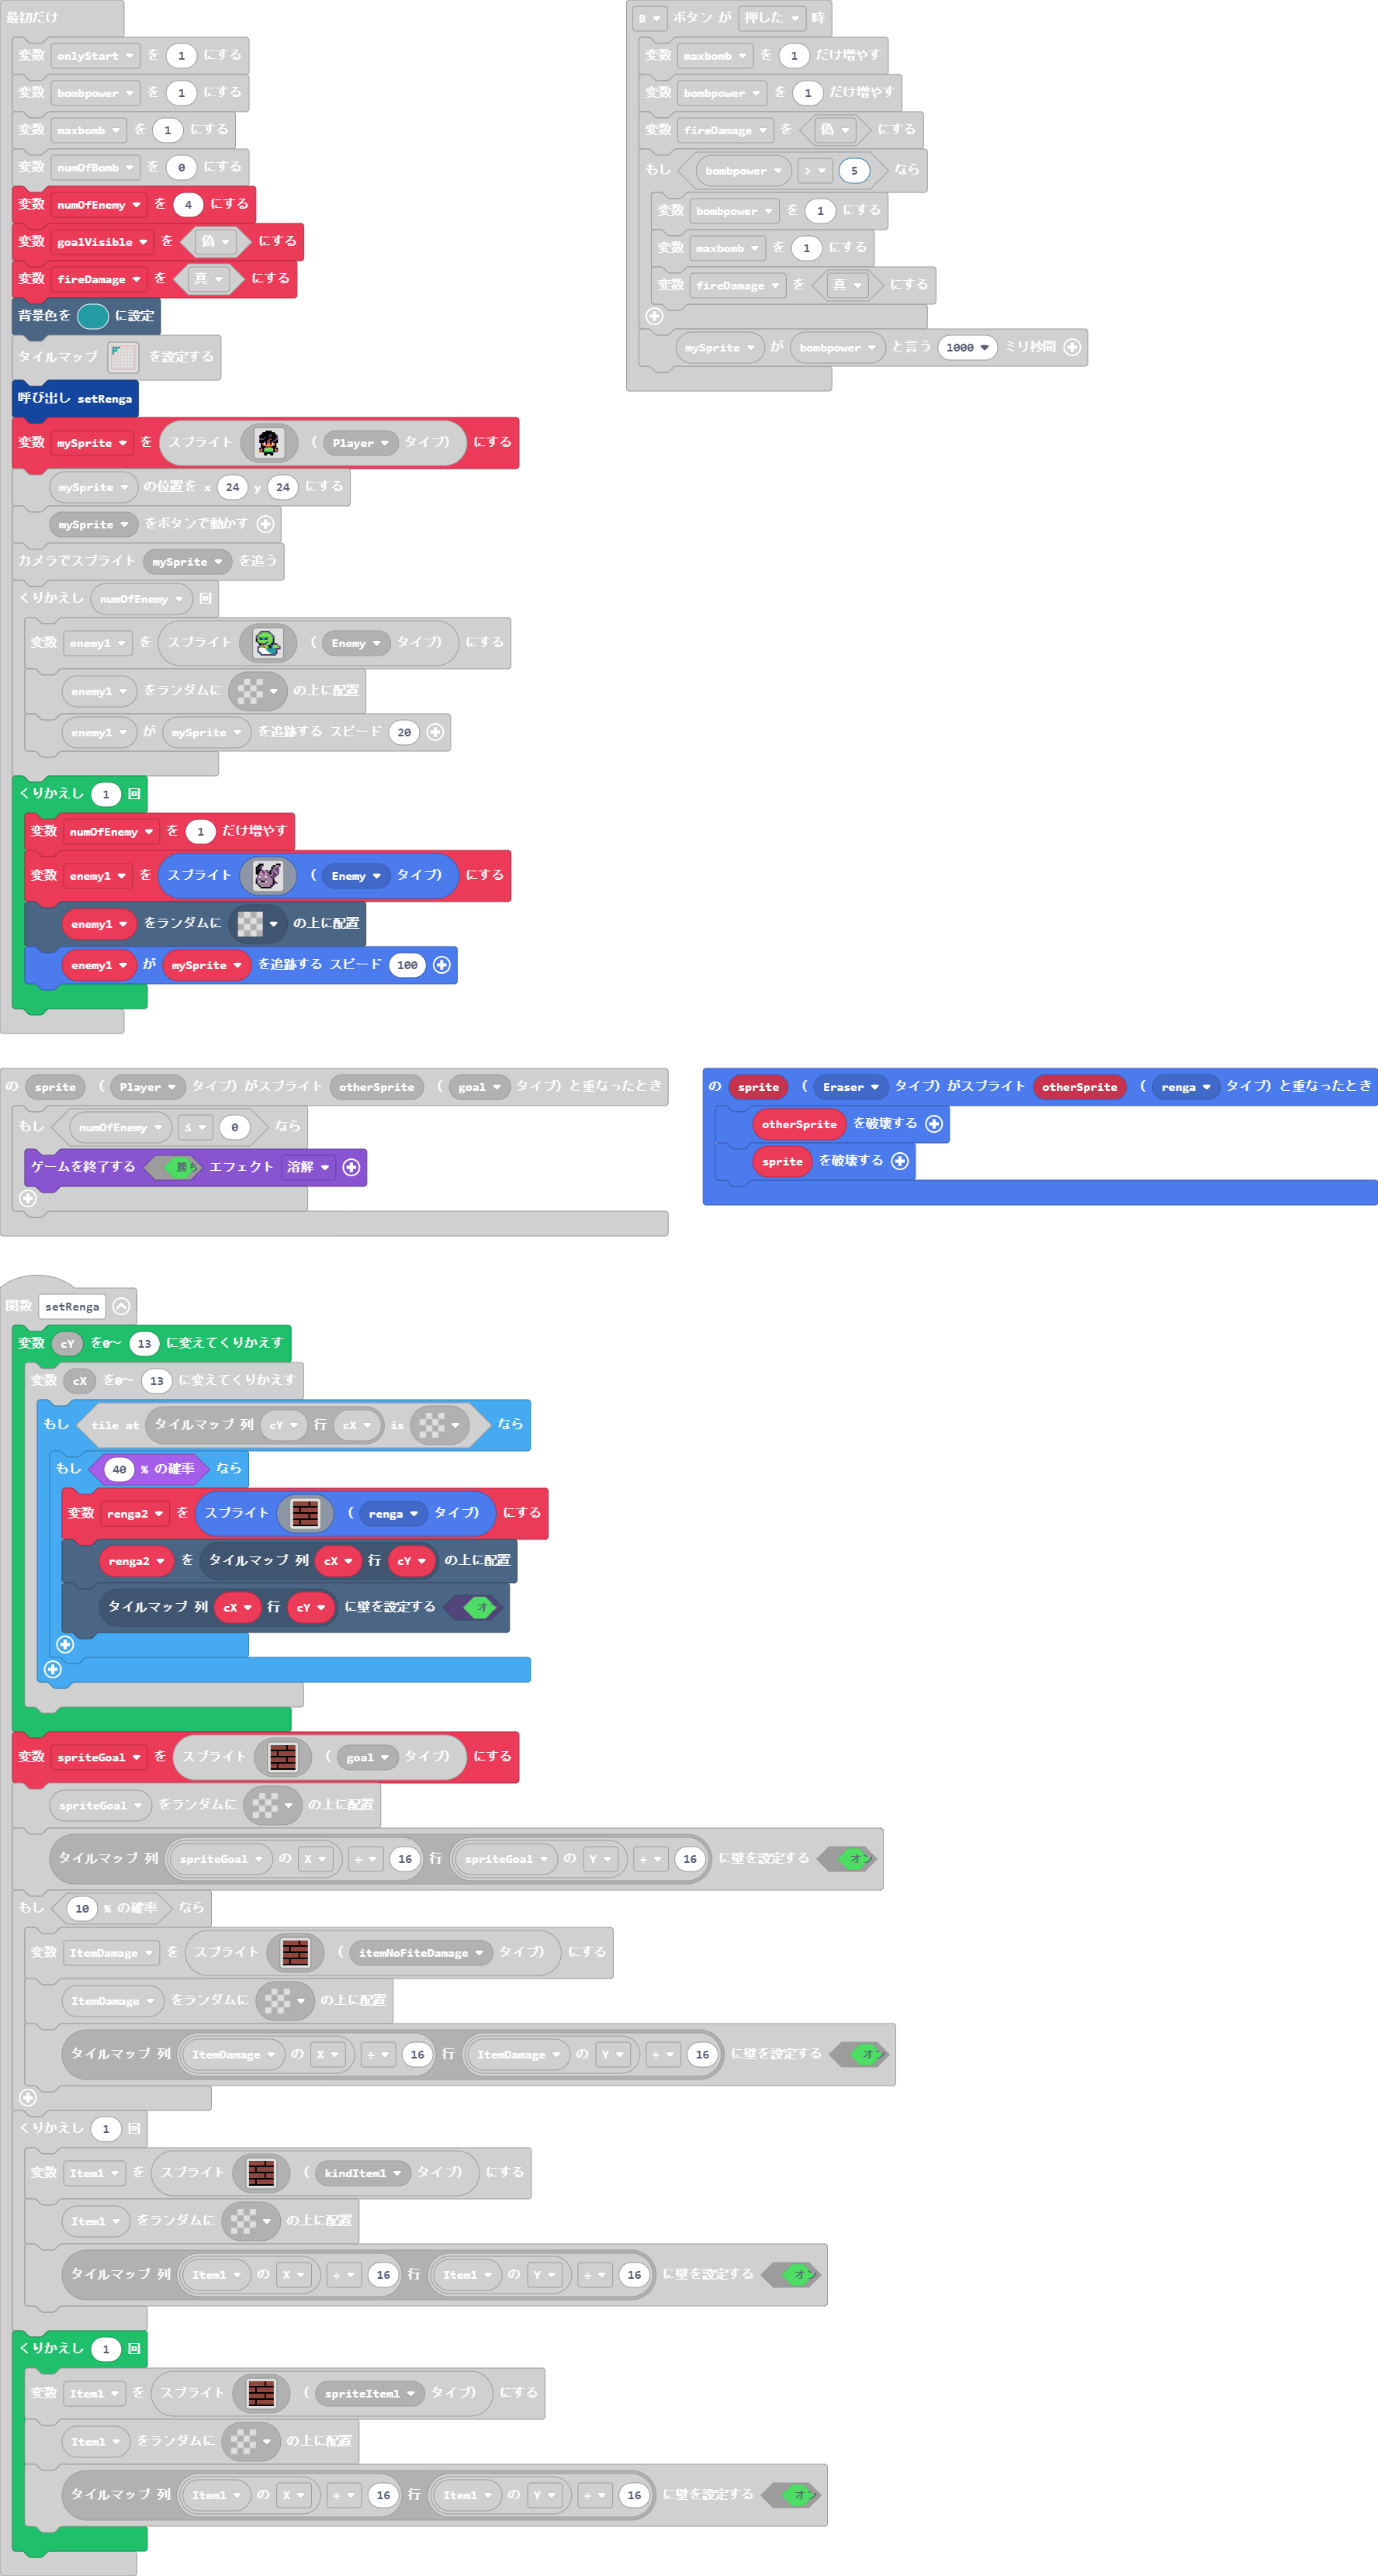 最初だけ
変数 onlyStart を 1 にする
変数 bombpower を 1 にする
変数 maxbomb を 1 にする
変数 numOfBomb を 0 にする
変数 numOfEnemy を 4 にする
変数 goalVisible を 偽 にする
変数 fireDamage を 真 にする
背景色を に設定
タイルマップ を設定する
呼び出し setRenga
変数 mySprite を スプライト ( Player タイプ) にする
mySprite の位置を x 24 y 24 にする
mySprite をボタンで動かす
カメラでスプライト mySprite を追う
くりかえし numOfEnemy 回
変数 enemy1 を スプライト ( Enemy タイプ) にする
enemy1 をランダムに の上に配置
enemy1 が mySprite を追跡する スピード 20
くりかえし 1 回
変数 numOfEnemy を 1 だけ増やす
変数 enemy1 を スプライト ( Enemy タイプ) にする
enemy1 をランダムに の上に配置
enemy1 が mySprite を追跡する スピード 100
B ボタン が 押した 時
変数 maxbomb を 1 だけ増やす
変数 bombpower を 1 だけ増やす
変数 fireDamage を 偽 にする
もし bombpower > 5 なら
変数 bombpower を 1 にする
変数 maxbomb を 1 にする
変数 fireDamage を 真 にする
mySprite が bombpower と言う 1000 ミリ秒間
の sprite ( Player タイプ) がスプライト otherSprite ( goal タイプ) と重なったとき
もし numOfEnemy ≤ 0 なら
ゲームを終了する 勝ち エフェクト 溶解
の sprite ( Eraser タイプ) がスプライト otherSprite ( renga タイプ) と重なったとき
otherSprite を破壊する
sprite を破壊する
関数 setRenga
変数 cY を0〜 13 に変えてくりかえす
変数 cX を0〜 13 に変えてくりかえす
もし tile at タイルマップ 列 cY 行 cX is なら
もし 40 % の確率 なら
変数 renga2 を スプライト ( renga タイプ) にする
renga2 を タイルマップ 列 cX 行 cY の上に配置
タイルマップ 列 cX 行 cY に壁を設定する オ
変数 spriteGoal を スプライト ( goal タイプ) にする
spriteGoal をランダムに の上に配置
タイルマップ 列 spriteGoal の X ÷ 16 行 spriteGoal の Y ÷ 16 に壁を設定する オン
もし 10 % の確率 なら
変数 ItemDamage を スプライト ( itemNoFiteDamage タイプ) にする
ItemDamage をランダムに の上に配置
タイルマップ 列 ItemDamage の X ÷ 16 行 ItemDamage の Y ÷ 16 に壁を設定する オン
くりかえし 1 回
変数 Item1 を スプライト ( kindItem1 タイプ) にする
Item1 をランダムに の上に配置
タイルマップ 列 Item1 の X ÷ 16 行 Item1 の Y ÷ 16 に壁を設定する オン
くりかえし 1 回
変数 Item1 を スプライト ( spriteItem1 タイプ) にする
Item1 をランダムに の上に配置
タイルマップ 列 Item1 の X ÷ 16 行 Item1 の Y ÷ 16 に壁を設定する オン